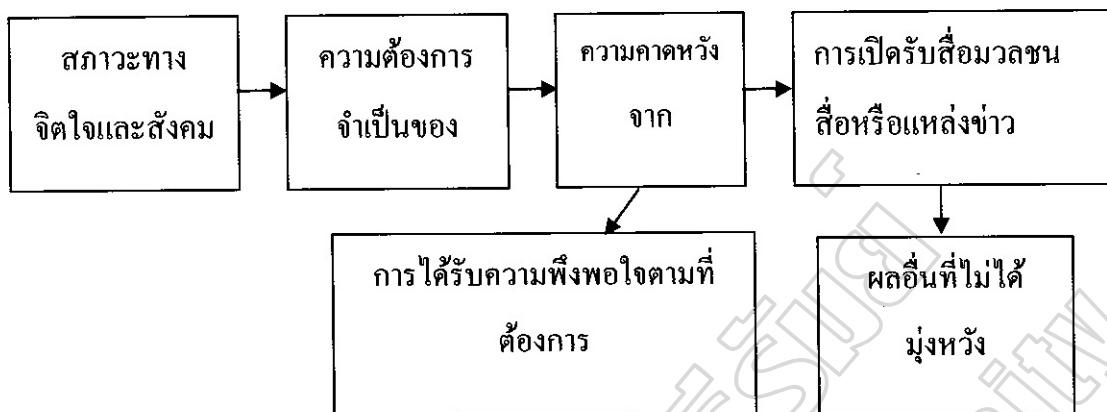 สภาวะทาง
จิตใจและสังคม
ความต้องการ
จำเป็นของ
ความคาดหวัง
จาก
การเปิดรับสื่อมวลชน
สื่อหรือแหล่งข่าว
การได้รับความพึงพอใจตามที่
ต้องการ
ผลอื่นที่ไม่ได้
มุ่งหวัง